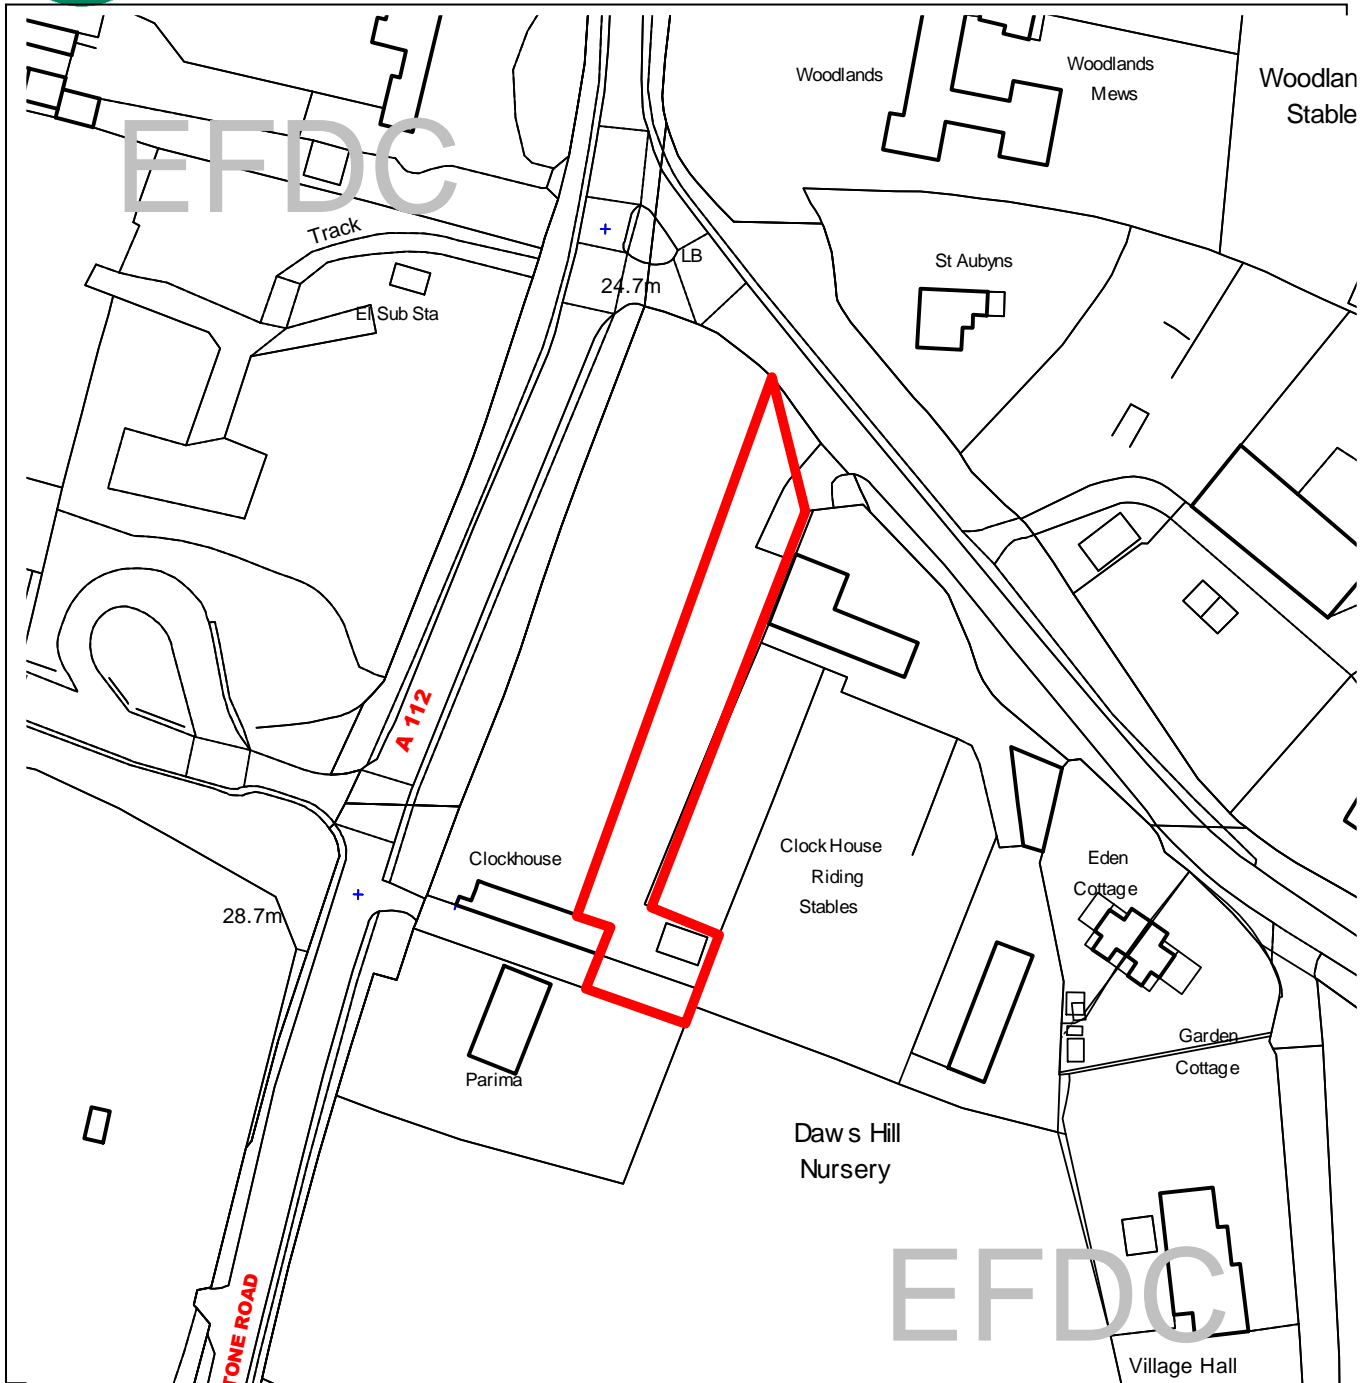 Woodlands
Woodlands
Mews
Woodlan
Stable
EFDC
Track
LB
St Aubyns
24.7m
El Sub Sta
A 112
Clockhouse
Clock House
Riding
Stables
Eden
Cottage
28.7m
Garden
Cottage
Parima
Daws Hill
Nursery
EFDC
TONE ROAD
Village Hall